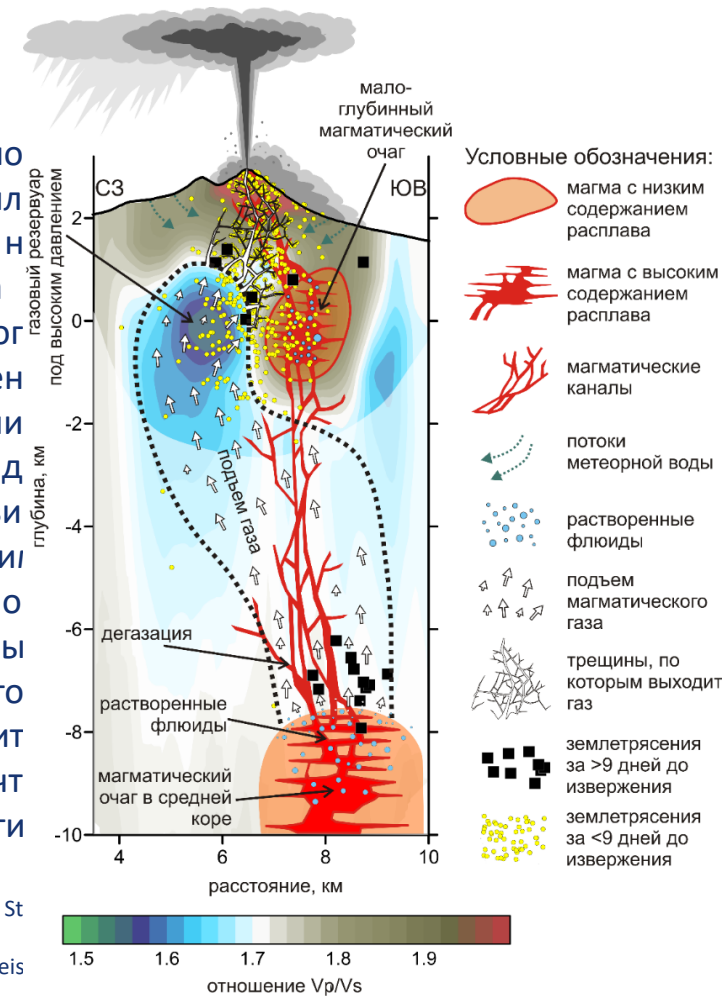 мало-
глубинный
магматический
очаг
газовый резервуар
под высоким давлением
СЗ
ЮВ
2
0
-2
-4
-6
-8
-10
глубина, км
подъем газа
дегазация
растворенные
флюиды
магматический
очаг в средней
коре
4
6
8
10
расстояние, км
Условные обозначения:
магма с низким
содержанием
расплава
магма с высоким
содержанием
расплава
магматические
каналы
потоки
метеорной воды
растворенные
флюиды
подъем
магматического
газа
трещины, по
которым выходит
газ
землетрясения
за >9 дней до
извержения
землетрясения
за <9 дней до
извержения
1.5
1.6
1.7
1.8
1.9
отношение Vp/Vs